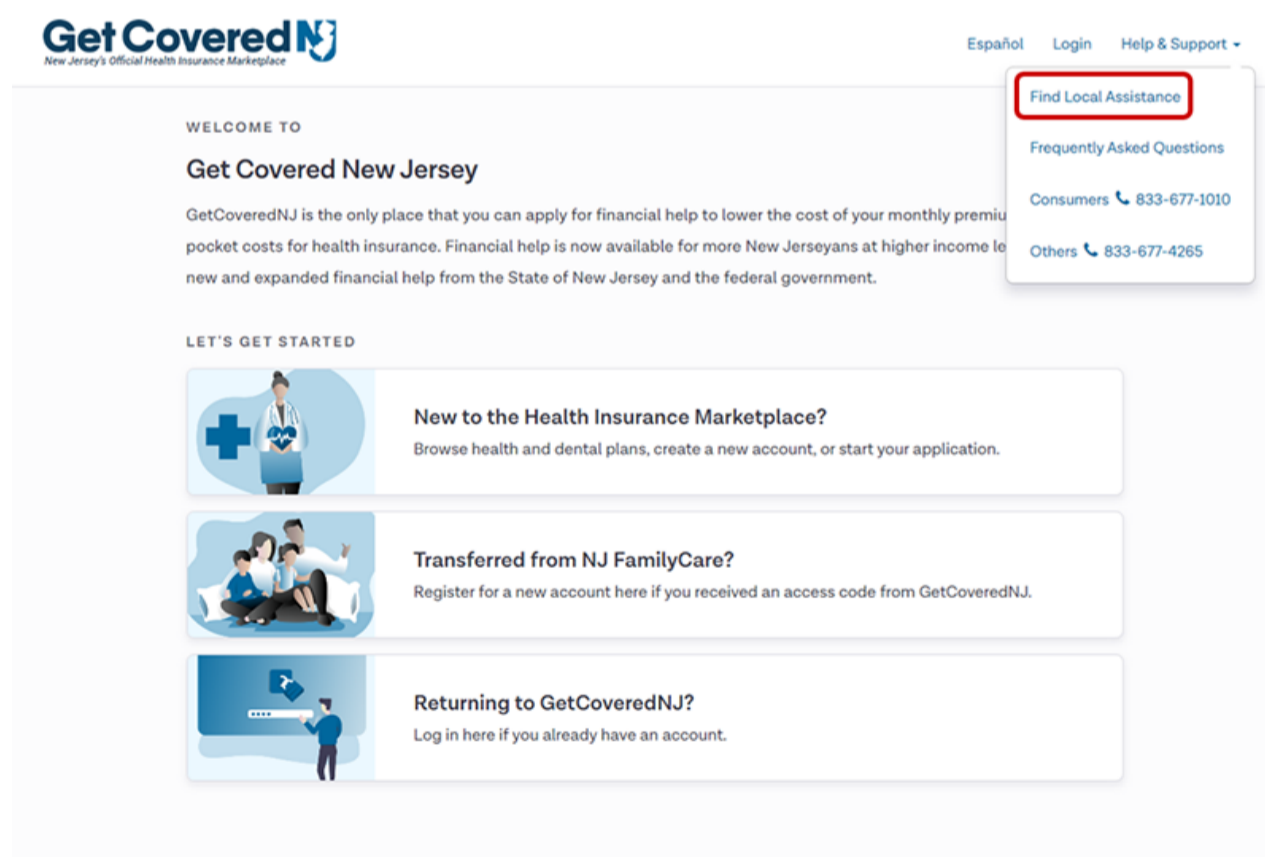 Get Covered NJ
New Jersey's Official Health Insurance Marketplace
Español Login Help & Support
Find Local Assistance
Frequently Asked Questions
Consumers 833-677-1010
Others 833-677-4265
WELCOME TO
Get Covered New Jersey
GetCoveredNJ is the only place that you can apply for financial help to lower the cost of your monthly
pocket costs for health insurance. Financial help is now available for more New Jerseyans at higher income
new and expanded financial help from the State of New Jersey and the federal government.
LET'S GET STARTED
New to the Health Insurance Marketplace?
Browse health and dental plans, create a new account, or start your application.
Transferred from NJ FamilyCare?
Register for a new account here if you received an access code from GetCoveredNJ.
Returning to GetCoveredNJ?
Log in here if you already have an account.